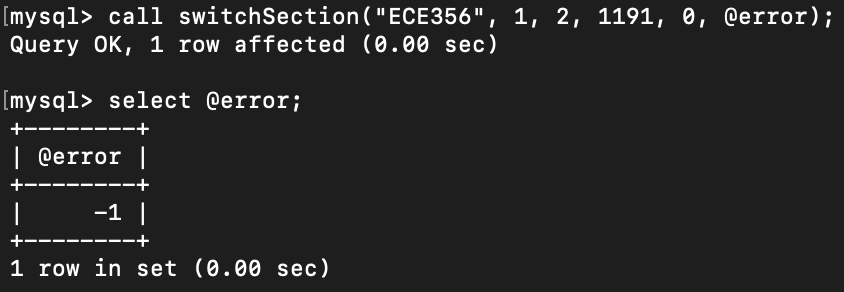 [mysql> call switchSection("ECE356", 1, 2, 1191, 0, @error);
Query OK, 1 row affected (0.00 sec)
[mysql> select @error;
+--------+
| @error |
+--------+
|     -1 |
+--------+
1 row in set (0.00 sec)